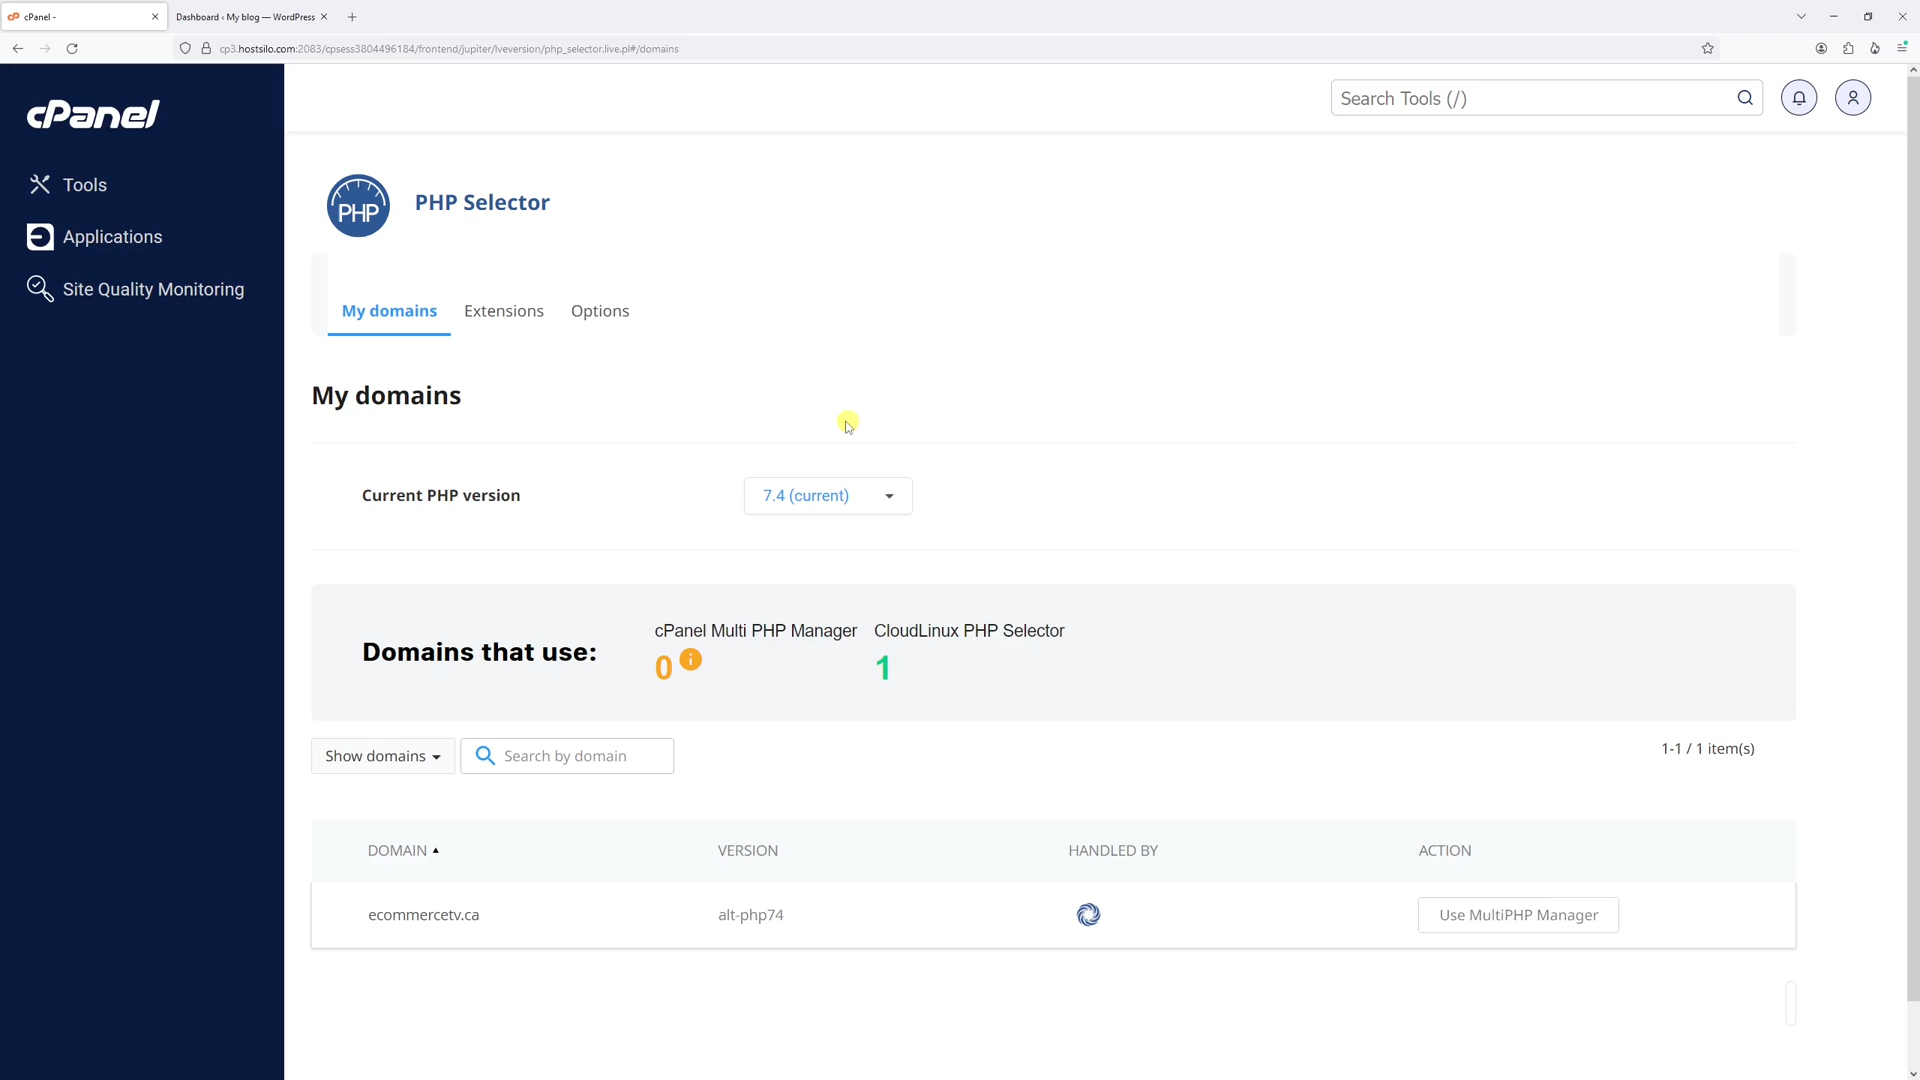 cPanel -
Dashboard ‹ My blog — WordPress
cp3.hostsilo.com:2083/cpsess3804496184/frontend/jupiter/lveversion/php_selector.live.pl#/domains
cPanel
Search Tools (/)
Tools
Applications
Site Quality Monitoring
PHP
PHP Selector
My domains
Extensions
Options
My domains
Current PHP version
7.4 (current)
Domains that use:
cPanel Multi PHP Manager
CloudLinux PHP Selector
0
1
Show domains
Search by domain
1-1 / 1 item(s)
DOMAIN
VERSION
HANDLED BY
ACTION
ecommercetv.ca
alt-php74
Use MultiPHP Manager